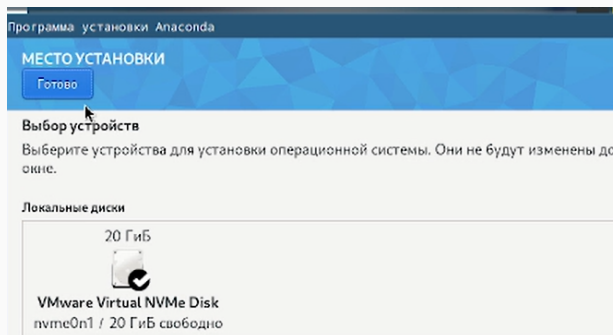 Программа установки Anaconda
МЕСТО УСТАНОВКИ
Готово
Выбор устройств
Выберите устройства для установки операционной системы. Они не будут изменены до
окне.
Локальные диски
20 ГиБ
VMware Virtual NVMe Disk
nvme0n1 / 20 ГиБ свободно